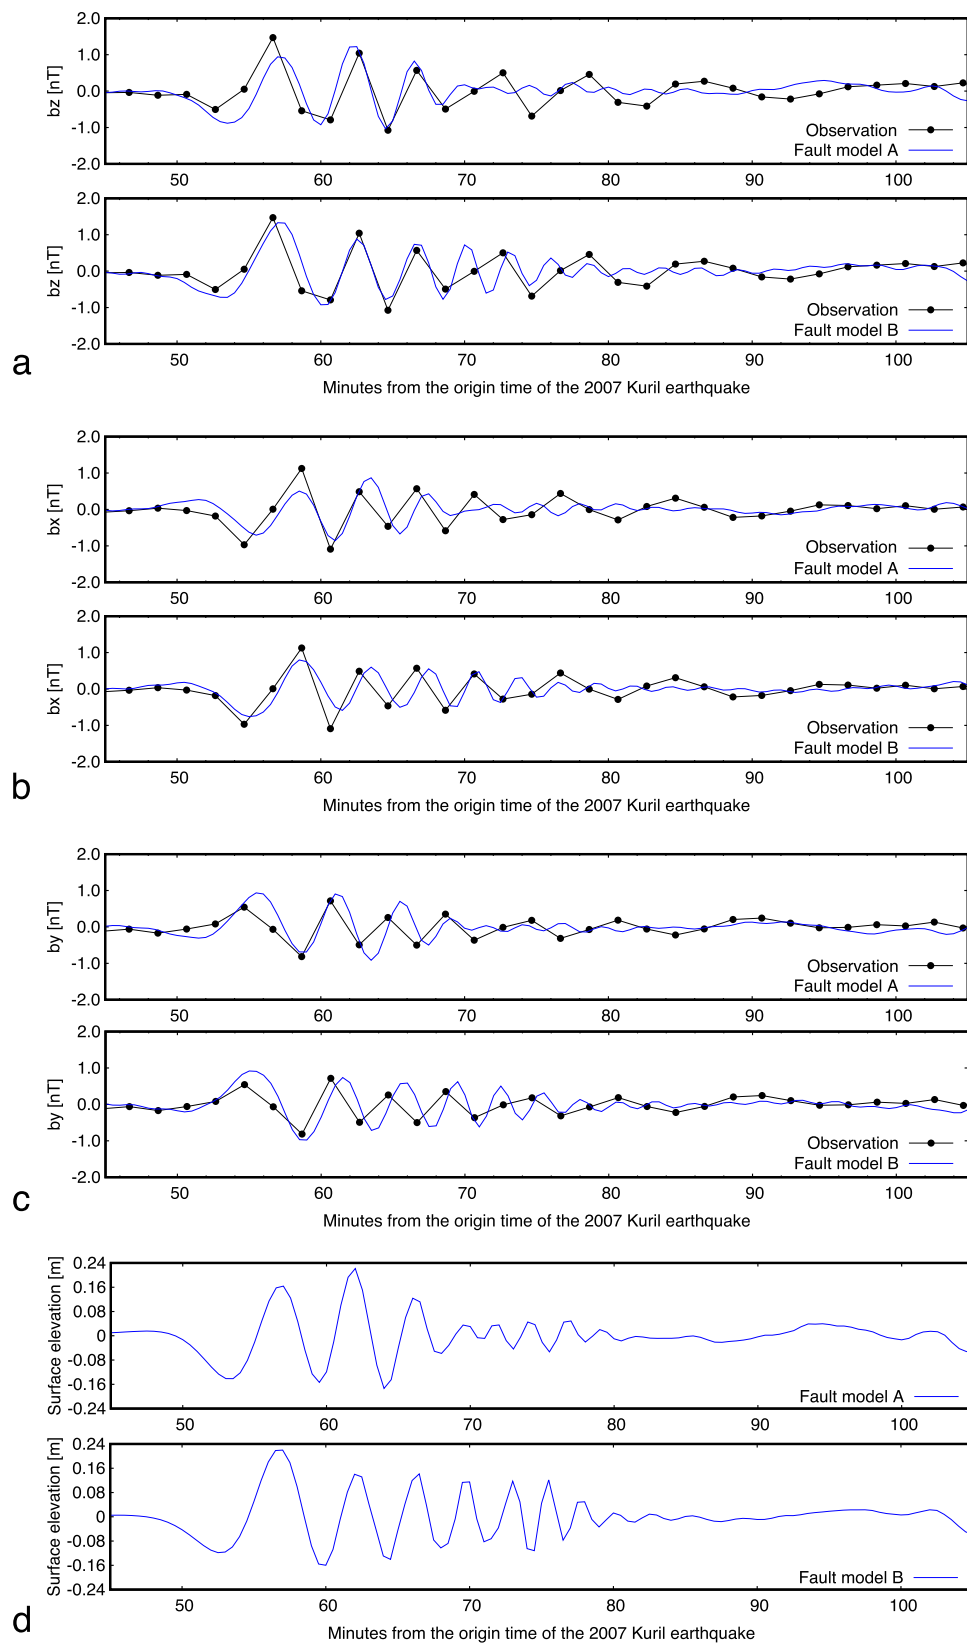 2.0
1.0
0.0
-1.0
-2.0
bz [nT]
Observation
Fault model A
50 60 70 80 90 100
2.0
1.0
0.0
-1.0
-2.0
bz [nT]
Observation
Fault model B
50 60 70 80 90 100
a
Minutes from the origin time of the 2007 Kuril earthquake
2.0
1.0
0.0
-1.0
-2.0
bx [nT]
Observation
Fault model A
50 60 70 80 90 100
2.0
1.0
0.0
-1.0
-2.0
bx [nT]
Observation
Fault model B
50 60 70 80 90 100
b
Minutes from the origin time of the 2007 Kuril earthquake
2.0
1.0
0.0
-1.0
-2.0
by [nT]
Observation
Fault model A
50 60 70 80 90 100
2.0
1.0
0.0
-1.0
-2.0
by [nT]
Observation
Fault model B
50 60 70 80 90 100
c
Minutes from the origin time of the 2007 Kuril earthquake
0.24
0.16
0.08
0
-0.08
-0.16
-0.24
Surface elevation [m]
Fault model A
50 60 70 80 90 100
0.24
0.16
0.08
0
-0.08
-0.16
-0.24
Surface elevation [m]
Fault model B
50 60 70 80 90 100
d
Minutes from the origin time of the 2007 Kuril earthquake